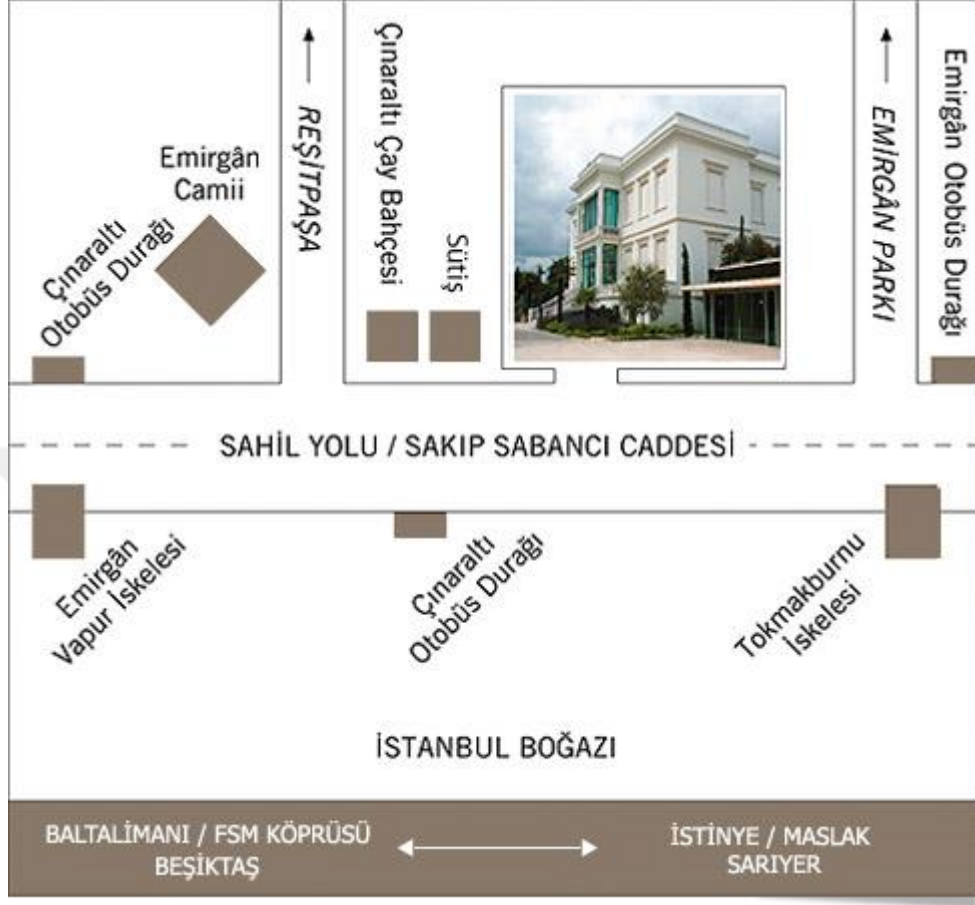 Emirgân
Camii
Çınaraltı
Otobüs Durağı
REŞİTPAŞA
Çınaraltı Çay Bahçesi
Sütiş
EMİRGÂN PARKI
Emirgân Otobüs Durağı
SAHİL YOLU / SAKIP SABANCI CADDESİ
Emirgân
Vapur İskelesi
Çınaraltı
Otobüs Durağı
Tokmakburnu
İskelesi
İSTANBUL BOĞAZI
BALTALİMANI / FSM KÖPRÜSÜ
BEŞİKTAŞ
İSTİNYE / MASLAK
SARIYER